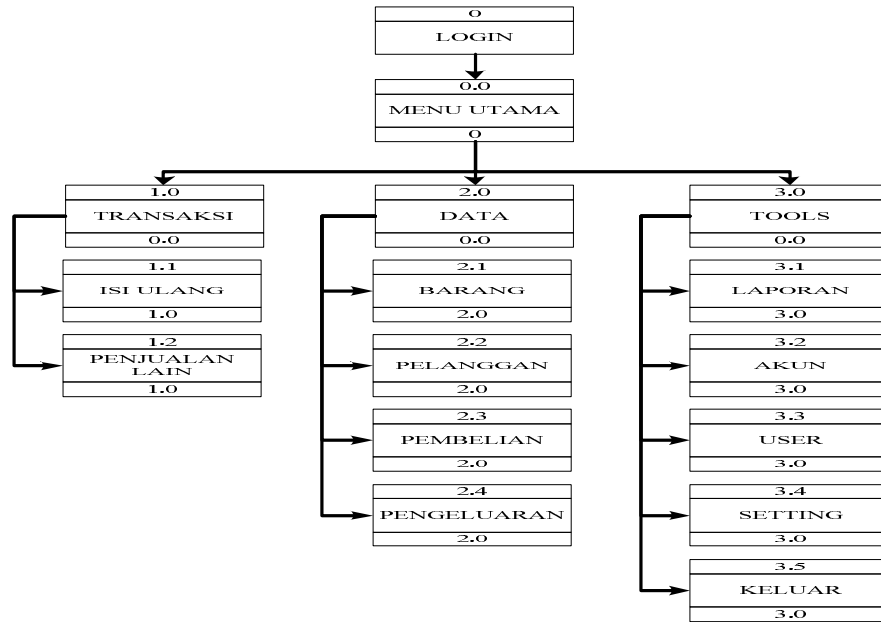 0
LOGIN
0.0
MENU UTAMA
0
1.0
TRANSAKSI
0.0
1.1
ISI ULANG
1.0
1.2
PENJUALAN
LAIN
1.0
2.0
DATA
0.0
2.1
BARANG
2.0
2.2
PELANGGAN
2.0
2.3
PEMBELIAN
2.0
2.4
PENGELUARAN
2.0
3.0
TOOLS
0.0
3.1
LAPORAN
3.0
3.2
AKUN
3.0
3.3
USER
3.0
3.4
SETTING
3.0
3.5
KELUAR
3.0